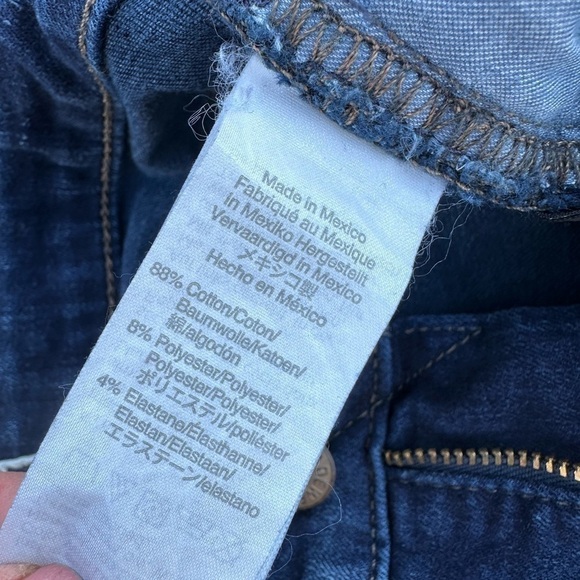 Made in Mexico
Fabriqué au Mexique
in Mexiko Hergestellt
Vervaardigd in Mexico
メキシコ製
Hecho en México
88% Cotton/Coton/
Baumwolle/Katoen/
綿/algodón
8% Polyester/Polyester/
Polyester/Polyester/
ポリエステル/poliéster
4% Elastane/Elasthanne/
Elastan/Elastaan/
エラステーン/elastano